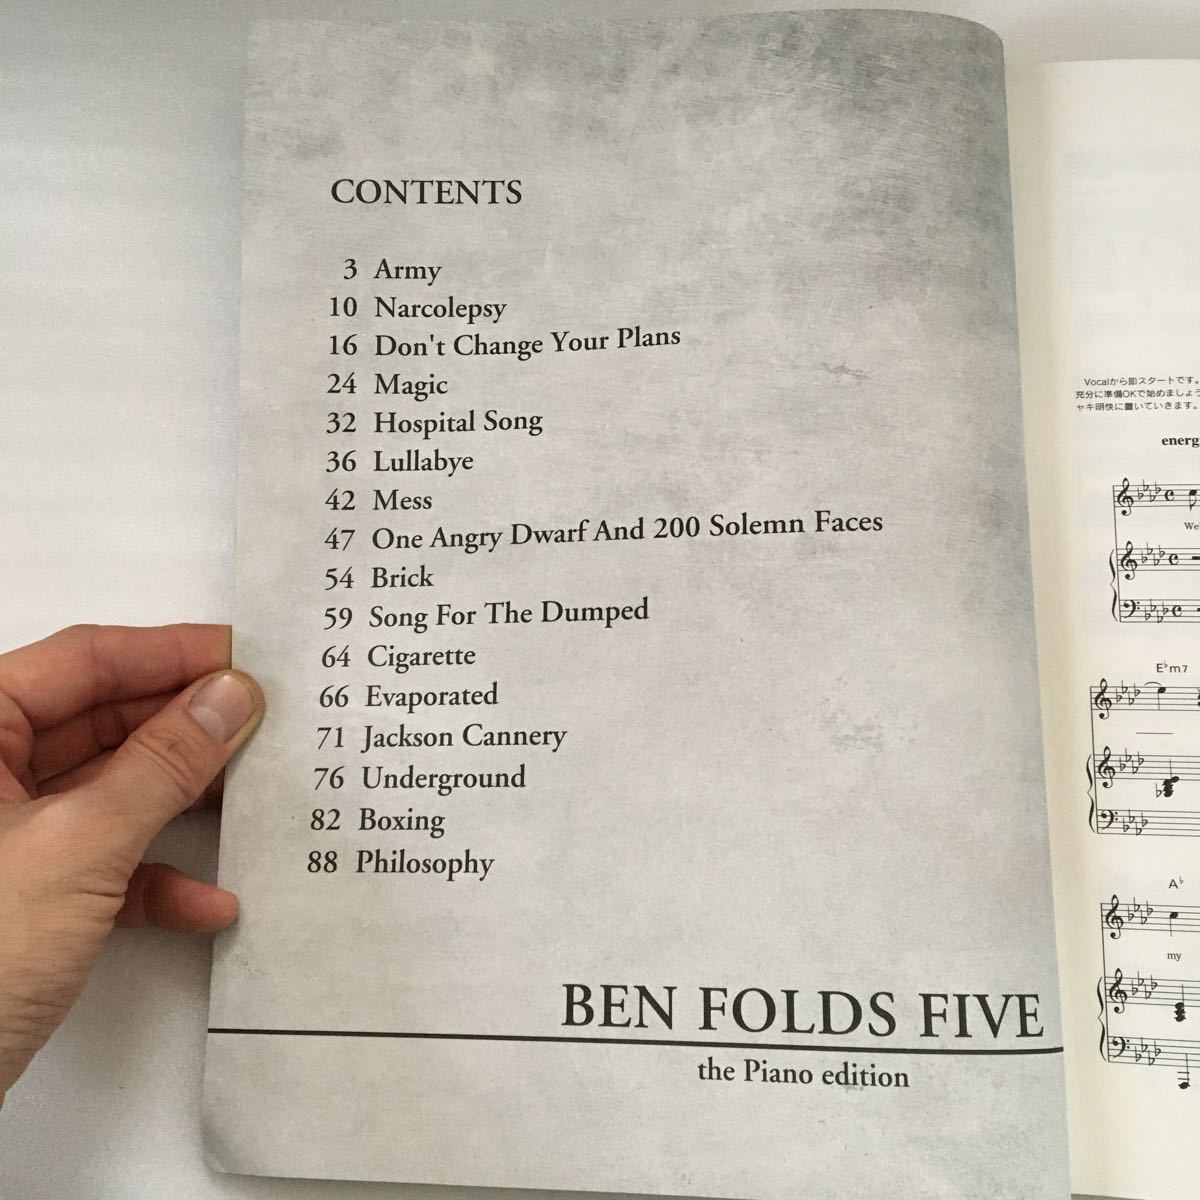 CONTENTS
3 Army
10 Narcolepsy
16 Don't Change Your Plans
24 Magic
32 Hospital Song
36 Lullabye
42 Mess
47 One Angry Dwarf And 200 Solemn Faces
54 Brick
59 Song For The Dumped
64 Cigarette
66 Evaporated
71 Jackson Cannery
76 Underground
82 Boxing
88 Philosophy
BEN FOLDS FIVE
the Piano edition
Vocalから即スタートです。
充分に準備OKで始めましょう
ャキ明快に置いていきます。
energ
We'
E♭m7
A♭
my